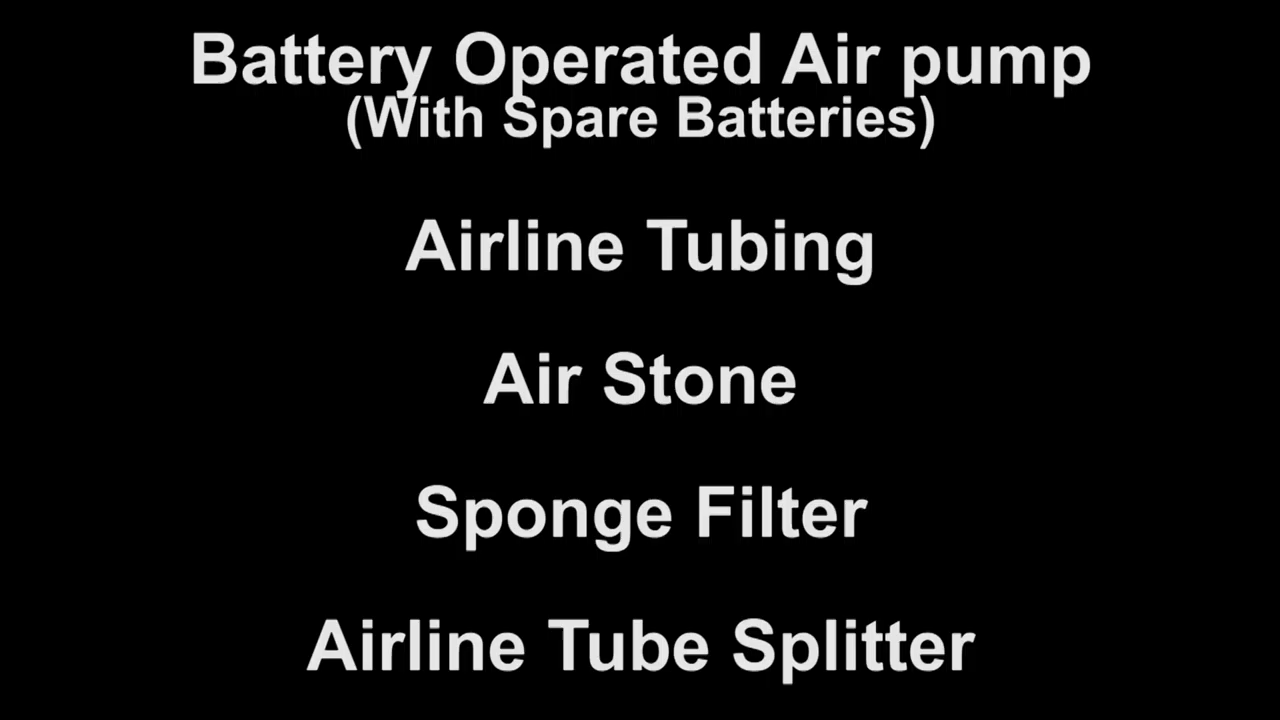 Battery Operated Air pump
(With Spare Batteries)
Airline Tubing
Air Stone
Sponge Filter
Airline Tube Splitter